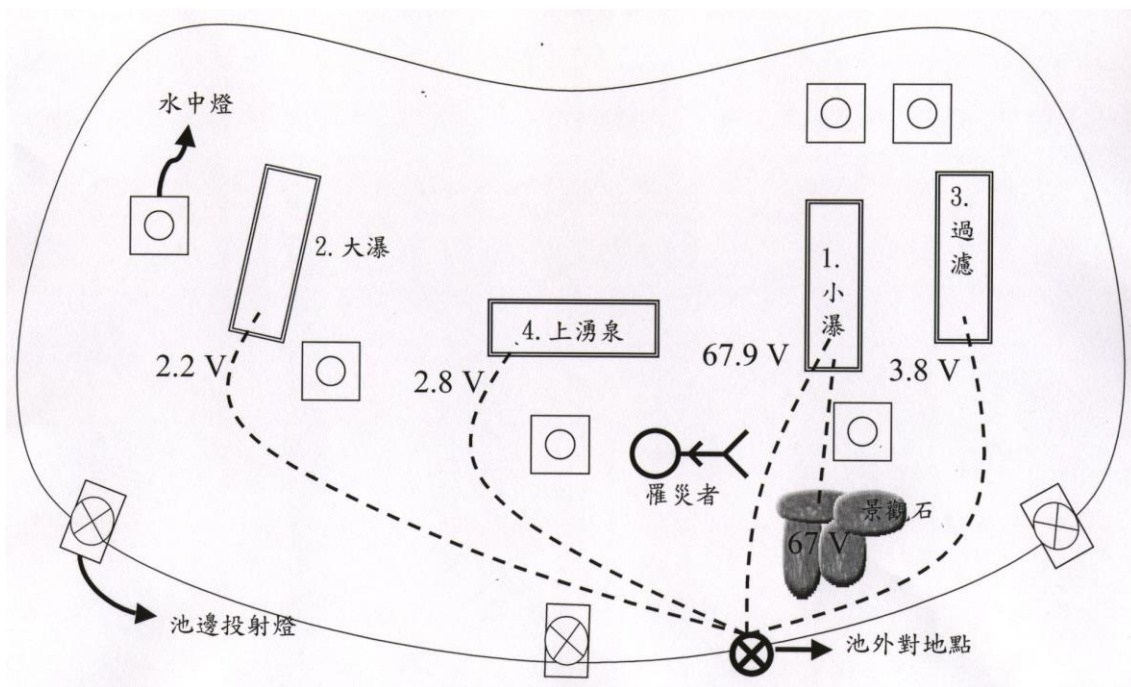 水中燈
2.大瀑
4.上湧泉
1.小瀑
3.過濾
2.2 V
2.8 V
67.9 V
3.8 V
罹災者
景觀石
67 V
池邊投射燈
池外對地點